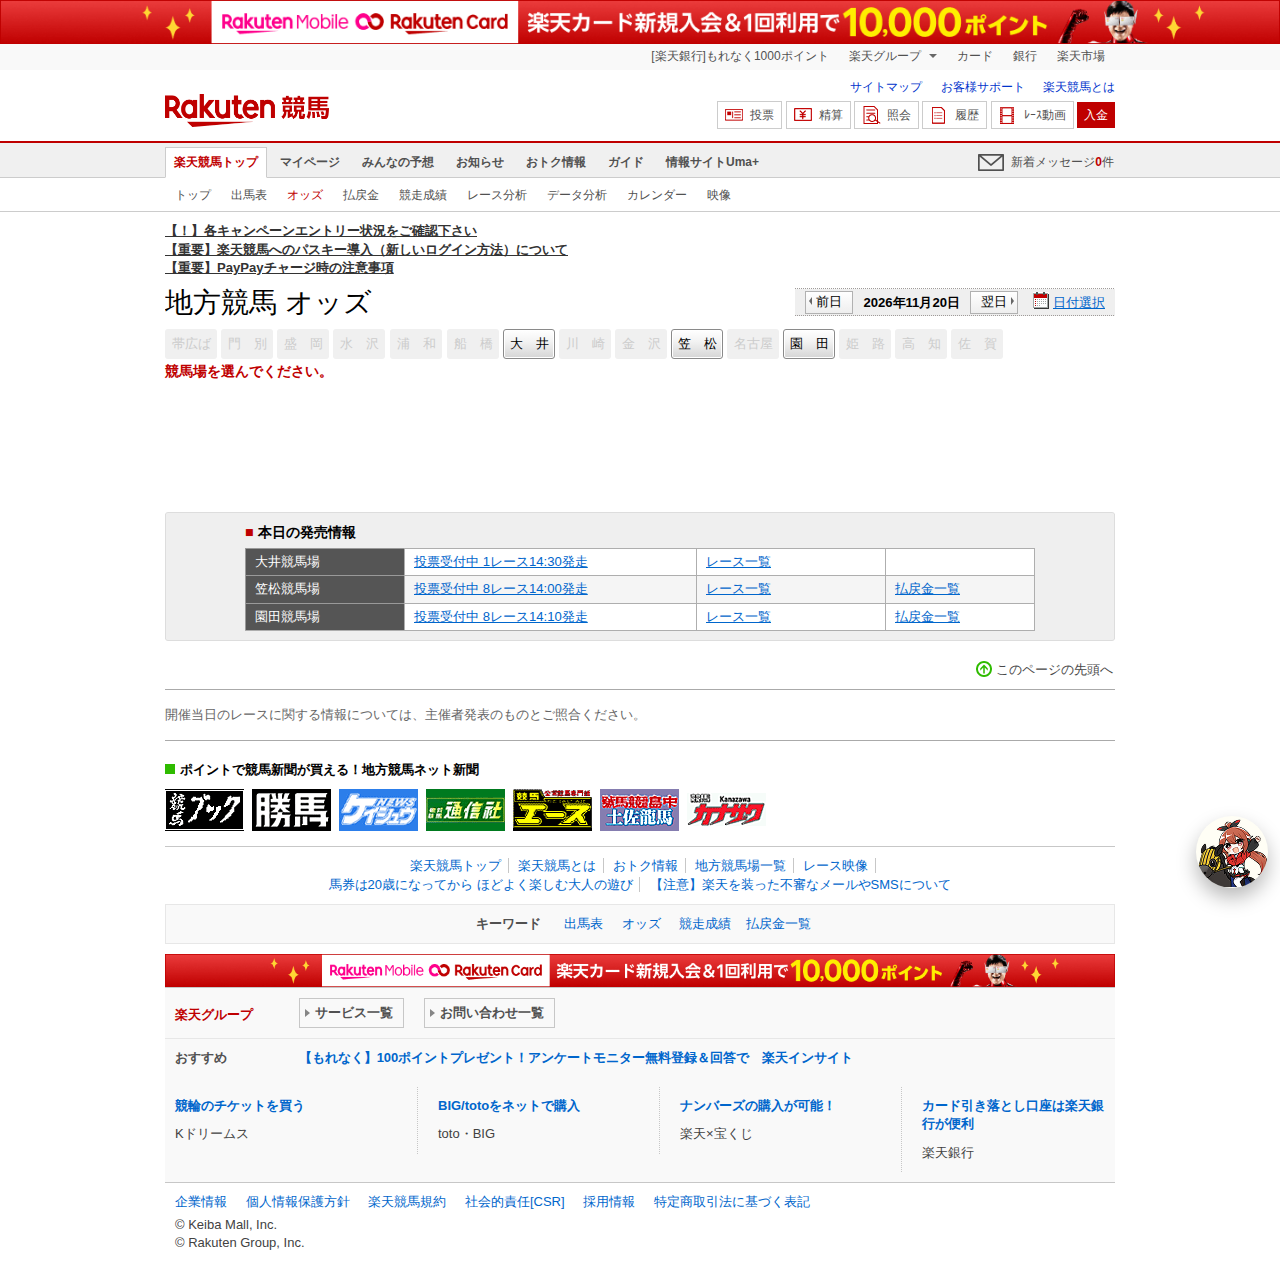 Rakuten Mobile Rakuten Card 楽天カード新規入会&1回利用で10,000ポイント
[楽天銀行]もれなく1000ポイント 楽天グループ カード 銀行 楽天市場
サイトマップ お客様サポート 楽天競馬とは
Rakuten 競馬
投票 精算 照会 履歴 ﾚｰｽ動画 入金
楽天競馬トップ マイページ みんなの予想 お知らせ おトク情報 ガイド 情報サイトUma+ 新着メッセージ0件
トップ 出馬表 オッズ 払戻金 競走成績 レース分析 データ分析 カレンダー 映像
【！】各キャンペーンエントリー状況をご確認下さい
【重要】楽天競馬へのパスキー導入（新しいログイン方法）について
【重要】PayPayチャージ時の注意事項
地方競馬 オッズ
前日 2026年11月20日 翌日 日付選択
帯広ば 門 別 盛 岡 水 沢 浦 和 船 橋 大 井 川 崎 金 沢 笠 松 名古屋 園 田 姫 路 高 知 佐 賀
競馬場を選んでください。
本日の発売情報
大井競馬場 投票受付中 1レース14:30発走 レース一覧
笠松競馬場 投票受付中 8レース14:00発走 レース一覧 払戻金一覧
園田競馬場 投票受付中 8レース14:10発走 レース一覧 払戻金一覧
このページの先頭へ
開催当日のレースに関する情報については、主催者発表のものとご照合ください。
ポイントで競馬新聞が買える！地方競馬ネット新聞
競馬ブック 勝馬 ケイシュウNEWS 通信社 競馬エース 土佐龍馬 Kanazawa カナザワ
楽天競馬トップ 楽天競馬とは おトク情報 地方競馬場一覧 レース映像
馬券は20歳になってから ほどよく楽しむ大人の遊び 【注意】楽天を装った不審なメールやSMSについて
キーワード 出馬表 オッズ 競走成績 払戻金一覧
Rakuten Mobile Rakuten Card 楽天カード新規入会&1回利用で10,000ポイント
楽天グループ サービス一覧 お問い合わせ一覧
おすすめ 【もれなく】100ポイントプレゼント！アンケートモニター無料登録＆回答で 楽天インサイト
競輪のチケットを買う
Kドリームス
BIG/totoをネットで購入
toto・BIG
ナンバーズの購入が可能！
楽天×宝くじ
カード引き落とし口座は楽天銀
行が便利
楽天銀行
企業情報 個人情報保護方針 楽天競馬規約 社会的責任[CSR] 採用情報 特定商取引法に基づく表記
© Keiba Mall, Inc.
© Rakuten Group, Inc.